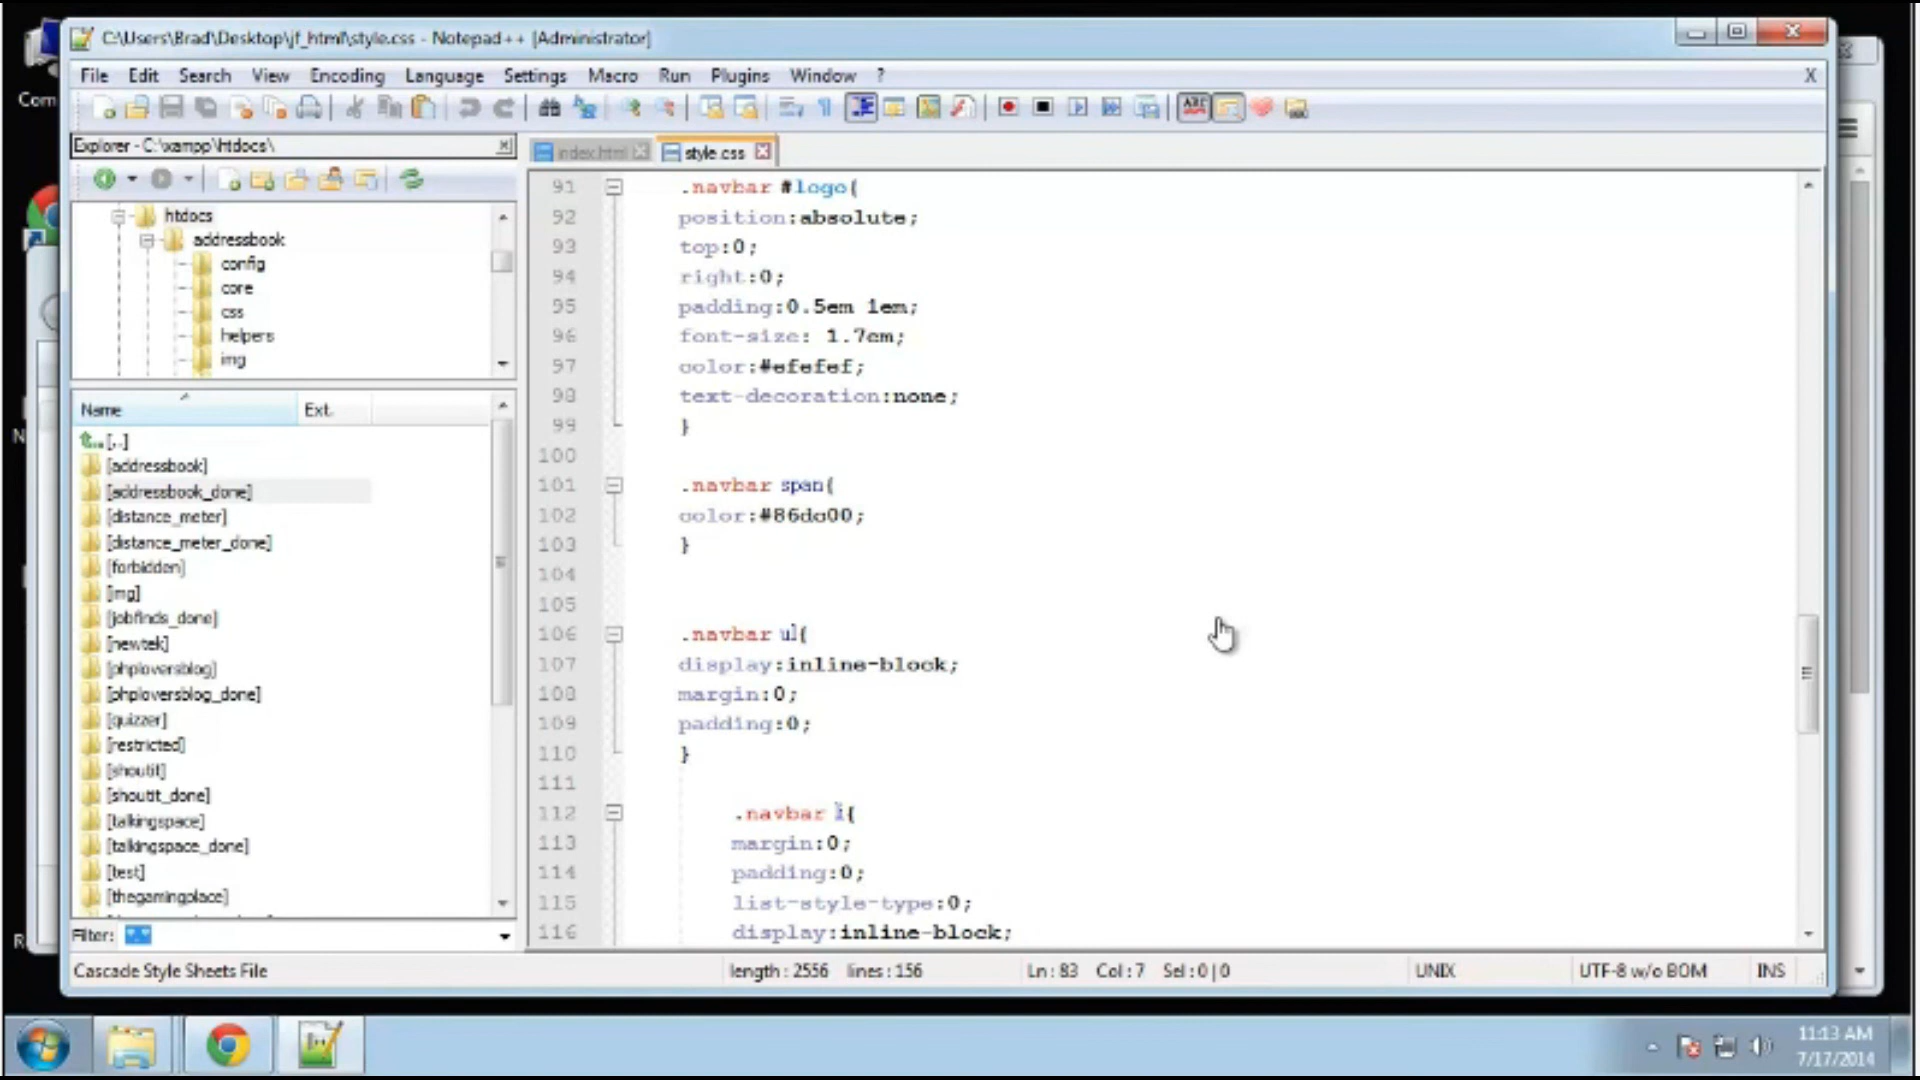 C:\Users\Brad\Desktop\jf_html\style.css - Notepad++ [Administrator]
File Edit Search View Encoding Language Settings Macro Run Plugins Window ? X
Com
Explorer - C:\xampp\htdocs\
index.html style.css
htdocs
addressbook
config
core
css
helpers
img
Name Ext.
[..]
[addressbook]
[addressbook_done]
[distance_meter]
[distance_meter_done]
[forbidden]
[img]
[jobfinds_done]
[newtek]
[phploversblog]
[phploversblog_done]
[quizzer]
[restricted]
[shoutit]
[shoutit_done]
[talkingspace]
[talkingspace_done]
[test]
[thegamingplace]
Filter:
91 .navbar #logo{
92 position:absolute;
93 top:0;
94 right:0;
95 padding:0.5em 1em;
96 font-size: 1.7em;
97 color:#efefef;
98 text-decoration:none;
99 }
100
101 .navbar span{
102 color:#86dc00;
103 }
104
105
106 .navbar ul{
107 display:inline-block;
108 margin:0;
109 padding:0;
110 }
111
112 .navbar li{
113 margin:0;
114 padding:0;
115 list-style-type:0;
116 display:inline-block;
Cascade Style Sheets File length : 2556 lines : 156 Ln : 83 Col : 7 Sel : 0 | 0 UNIX UTF-8 w/o BOM INS
11:13 AM
7/17/2014